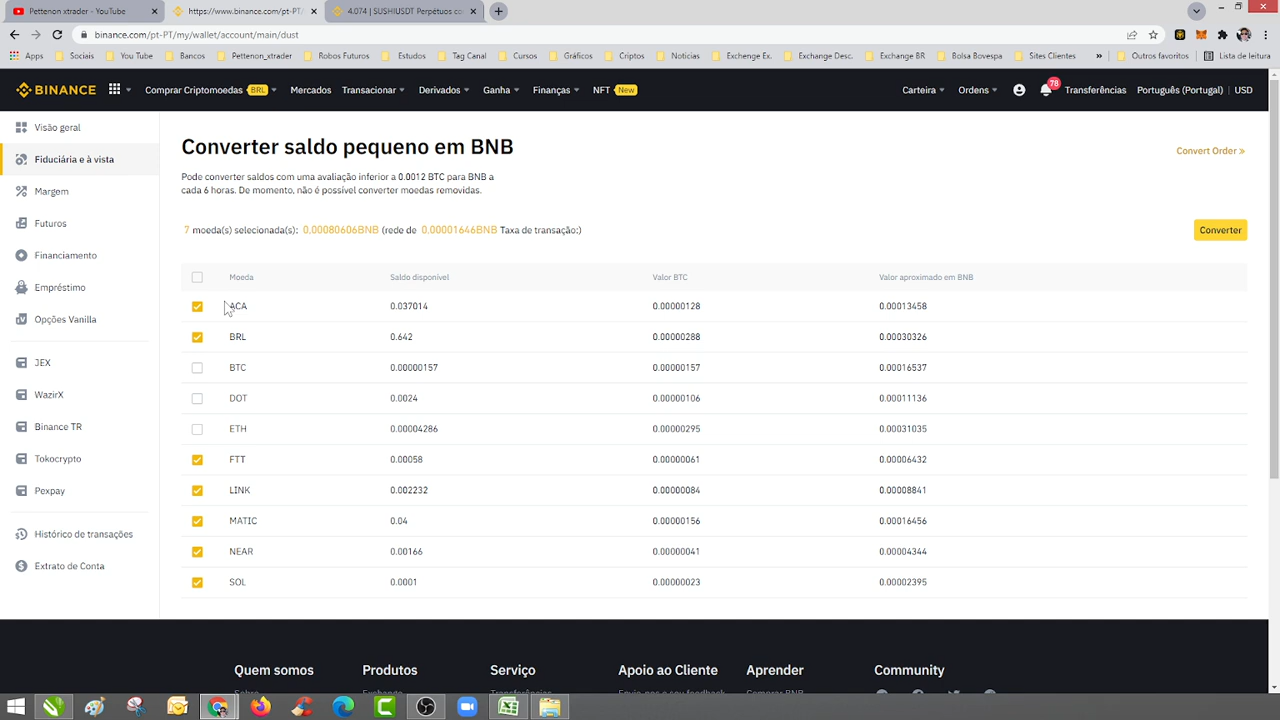 Pettenon xtrader - YouTube
https://www.binance.com/pt-PT/m
4.074 | SUSHIUSDT Perpétuos co
binance.com/pt-PT/my/wallet/account/main/dust
Apps Sociais You Tube Bancos Pettenon_xtrader Robos Futuros Estudos Tag Canal Cursos Gráficos Criptos Noticias Exchenge Ex. Exchange Desc. Exchange BR Bolsa Bovespa Sites Clientes » Outros favoritos Lista de leitura
BINANCE Comprar Criptomoedas BRL Mercados Transacionar Derivados Ganha Finanças NFT New Carteira Ordens 78 Transferências Português (Portugal) | USD
Visão geral
Fiduciária e à vista
Margem
Futuros
Financiamento
Empréstimo
Opções Vanilla
JEX
WazirX
Binance TR
Tokocrypto
Pexpay
Histórico de transações
Extrato de Conta
Converter saldo pequeno em BNB
Convert Order »
Pode converter saldos com uma avaliação inferior a 0.0012 BTC para BNB a
cada 6 horas. De momento, não é possível converter moedas removidas.
7 moeda(s) selecionada(s); 0,00080606BNB (rede de 0,00001646BNB Taxa de transação;)
Converter
Moeda Saldo disponível Valor BTC Valor aproximado em BNB
ACA 0.037014 0.00000128 0.00013458
BRL 0.642 0.00000288 0.00030326
BTC 0.00000157 0.00000157 0.00016537
DOT 0.0024 0.00000106 0.00011136
ETH 0.00004286 0.00000295 0.00031035
FTT 0.00058 0.00000061 0.00006432
LINK 0.002232 0.00000084 0.00008841
MATIC 0.04 0.00000156 0.00016456
NEAR 0.00166 0.00000041 0.00004344
SOL 0.0001 0.00000023 0.00002395
Quem somos Produtos Serviço Apoio ao Cliente Aprender Community
Sobre Exchange Transferências Envie-nos o seu feedback Comprar BNB